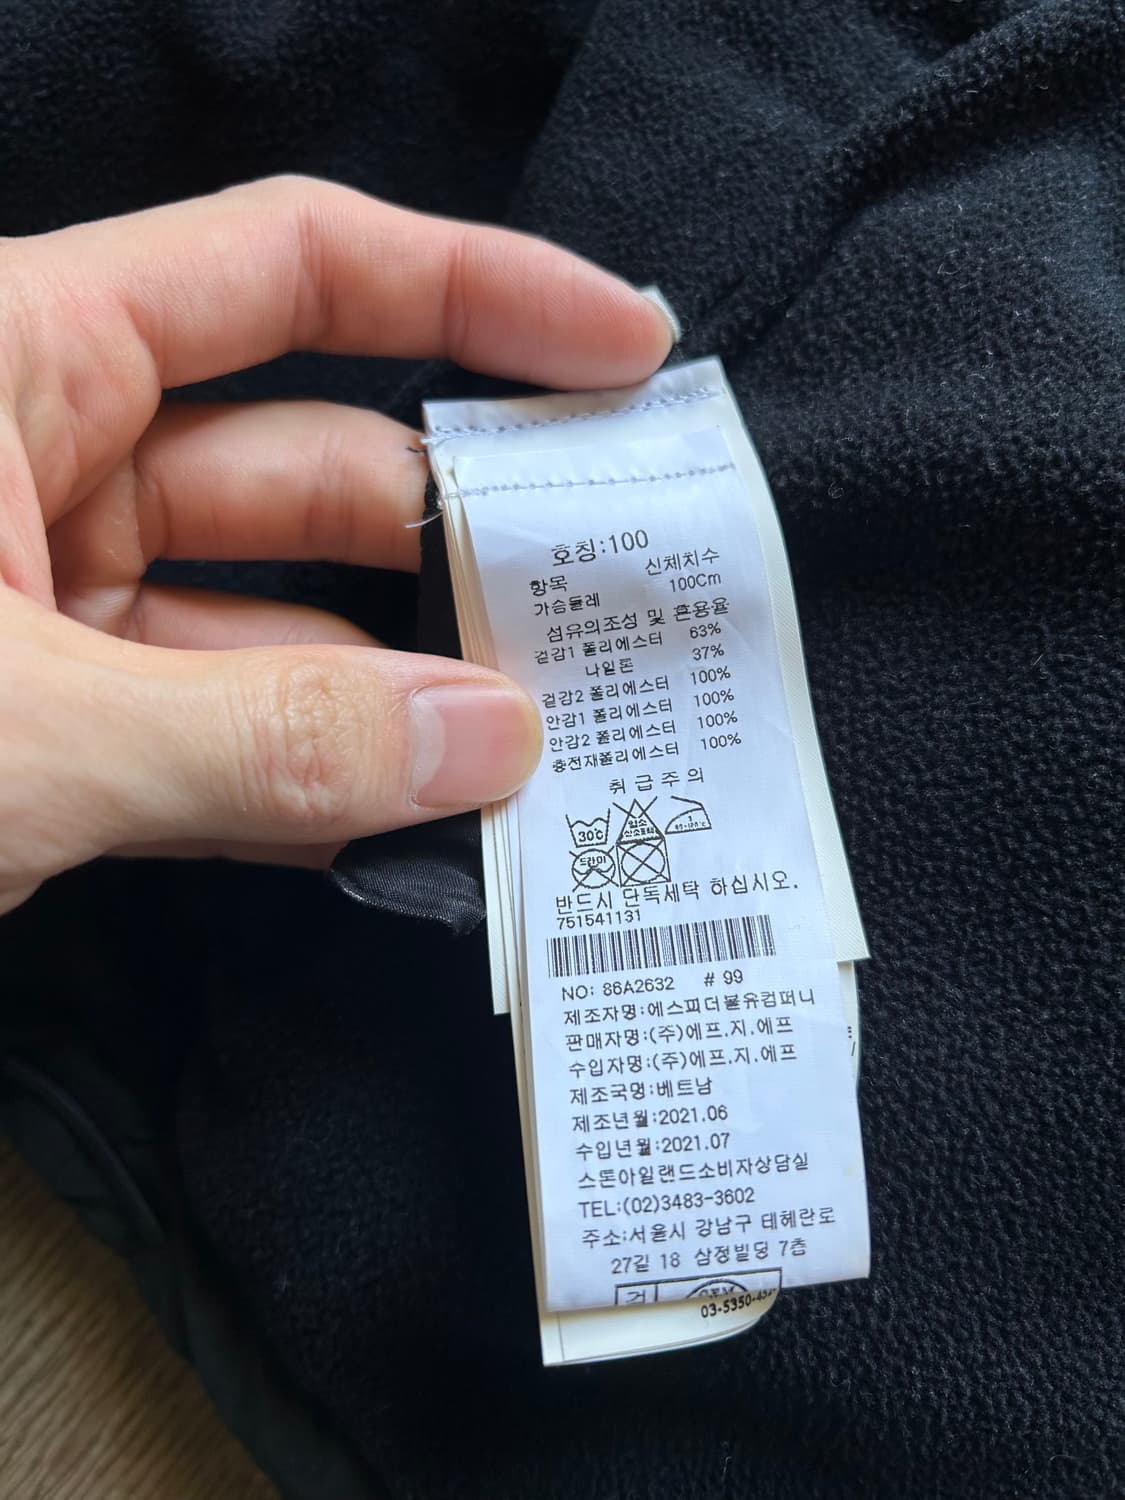 호칭:100
항목 신체치수
가슴둘레 100Cm
섬유의조성 및 혼용율
겉감1 폴리에스터 63%
나일론 37%
겉감2 폴리에스터 100%
안감1 폴리에스터 100%
안감2 폴리에스터 100%
충전재폴리에스터 100%
취급주의
30℃
염소
산소표백
1
드라이
반드시 단독세탁 하십시오.
751541131
NO: 86A2632 # 99
제조자명:에스피더블유컴퍼니
판매자명:(주)에프.지.에프
수입자명:(주)에프.지.에프
제조국명:베트남
제조년월:2021.06
수입년월:2021.07
스톤아일랜드소비자상담실
TEL:(02)3483-3602
주소:서울시 강남구 테헤란로
27길 18 삼정빌딩 7층